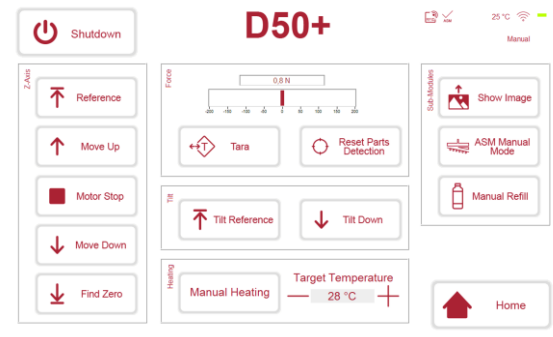 Shutdown
D50+
ASM
25 °C
Manual
Z-Axis
Reference
Move Up
Motor Stop
Move Down
Find Zero
Force
0,8 N
-200 -150 -100 -50 0 50 100 150 200
Tara
Reset Parts
Detection
Tilt
Tilt Reference
Tilt Down
Heating
Manual Heating
Target Temperature
28 °C
Sub-Modules
Show Image
ASM Manual
Mode
Manual Refill
Home